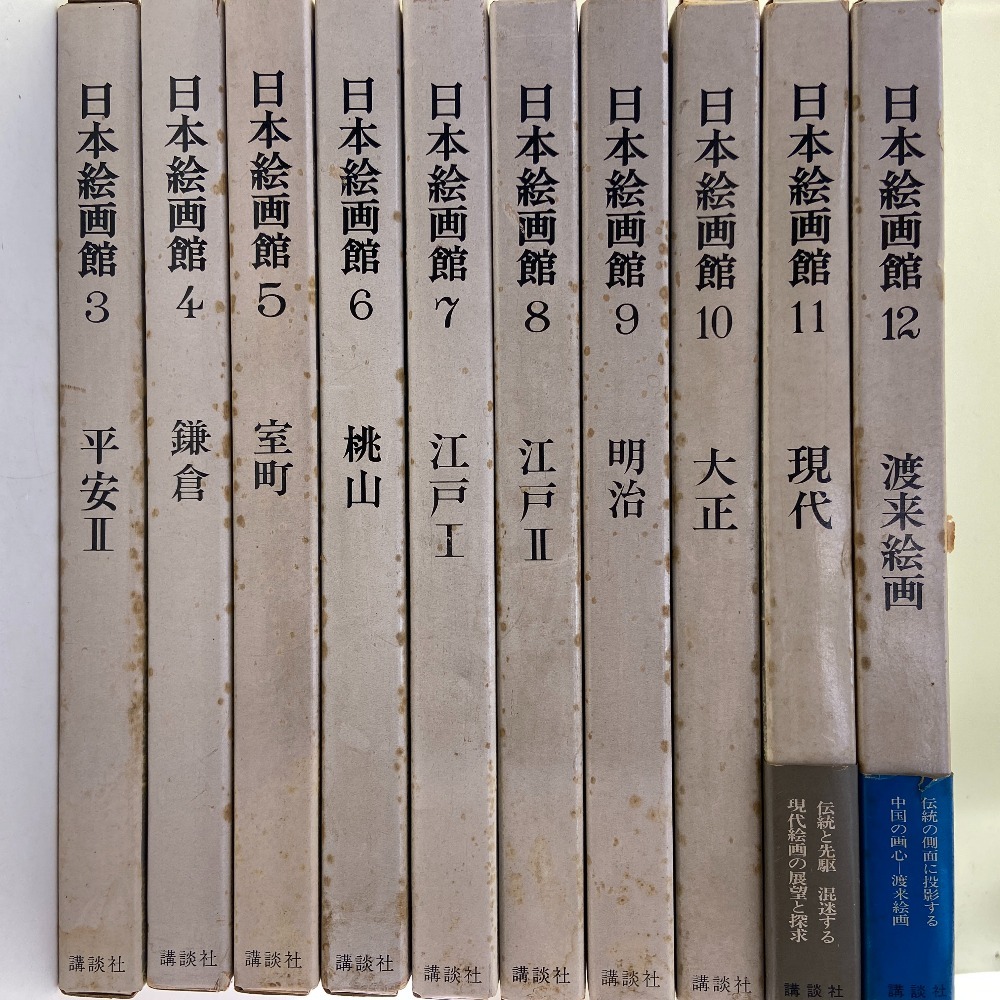 日本絵画館 3 平安Ⅱ 講談社
日本絵画館 4 鎌倉 講談社
日本絵画館 5 室町 講談社
日本絵画館 6 桃山 講談社
日本絵画館 7 江戸Ⅰ 講談社
日本絵画館 8 江戸Ⅱ 講談社
日本絵画館 9 明治 講談社
日本絵画館 10 大正 講談社
日本絵画館 11 現代
伝統と先駆 混迷する
現代絵画の展望と探求
講談社
日本絵画館 12 渡来絵画
伝統の側面に投影する
中国の画心―渡来絵画
講談社